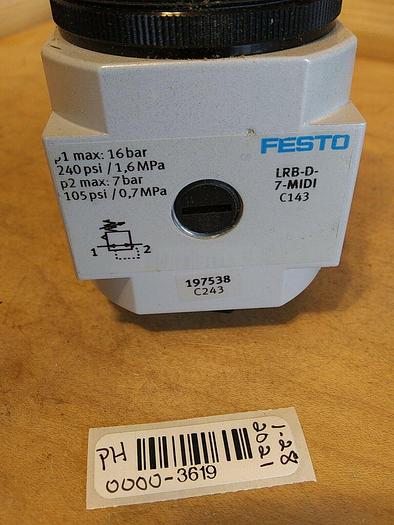 p1 max: 16 bar
240 psi / 1,6 MPa
p2 max: 7 bar
105 psi / 0,7 MPa
1 2
FESTO
LRB-D-
7-MIDI
C143
197538
C243
PH
0000-3619
1-28
2021